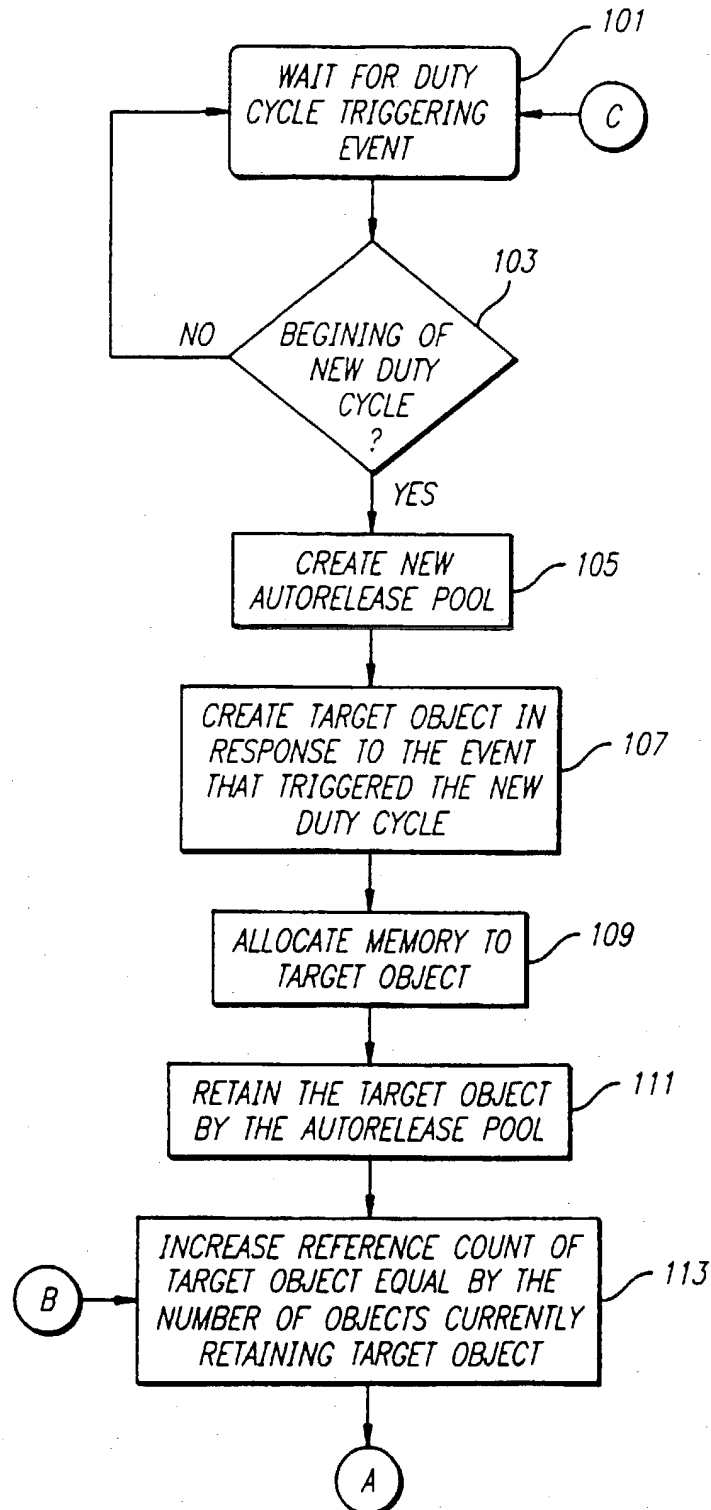 101
WAIT FOR DUTY
CYCLE TRIGGERING
EVENT
C
103
NO
BEGINING OF
NEW DUTY
CYCLE
?
YES
CREATE NEW
AUTORELEASE POOL
105
CREATE TARGET OBJECT IN
RESPONSE TO THE EVENT
THAT TRIGGERED THE NEW
DUTY CYCLE
107
ALLOCATE MEMORY TO
TARGET OBJECT
109
RETAIN THE TARGET OBJECT
BY THE AUTORELEASE POOL
111
INCREASE REFERENCE COUNT OF
TARGET OBJECT EQUAL BY THE
NUMBER OF OBJECTS CURRENTLY
RETAINING TARGET OBJECT
113
B
A